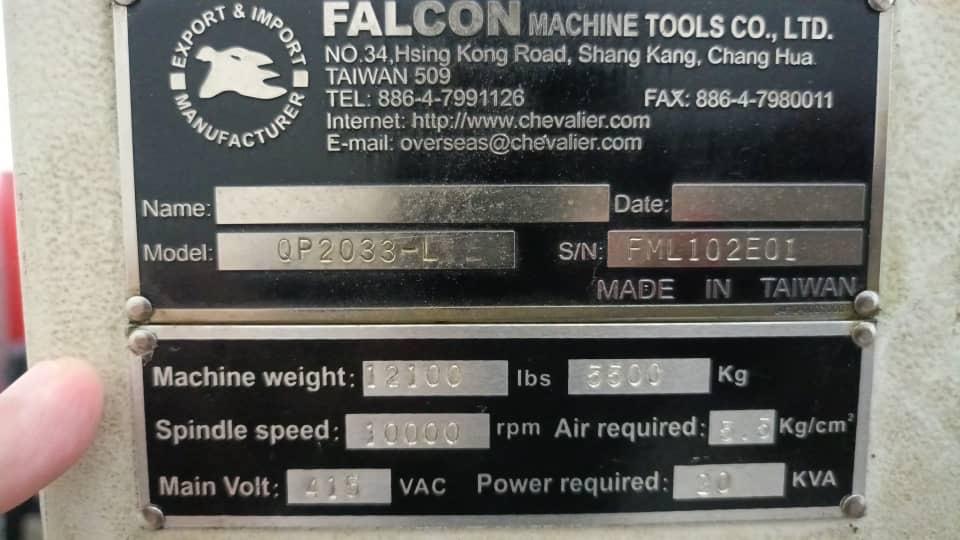 EXPORT & IMPORT
MANUFACTURER
FALCON MACHINE TOOLS CO., LTD.
NO.34,Hsing Kong Road, Shang Kang, Chang Hua
TAIWAN 509
TEL: 886-4-7991126 FAX: 886-4-7980011
Internet: http://www.chevalier.com
E-mail: overseas@chevalier.com
Name: Date:
Model: QP2033-L S/N: FML102E01
MADE IN TAIWAN
Machine weight: 12100 lbs 5500 Kg
Spindle speed: 10000 rpm Air required: 5.5 Kg/cm²
Main Volt: 415 VAC Power required: 20 KVA